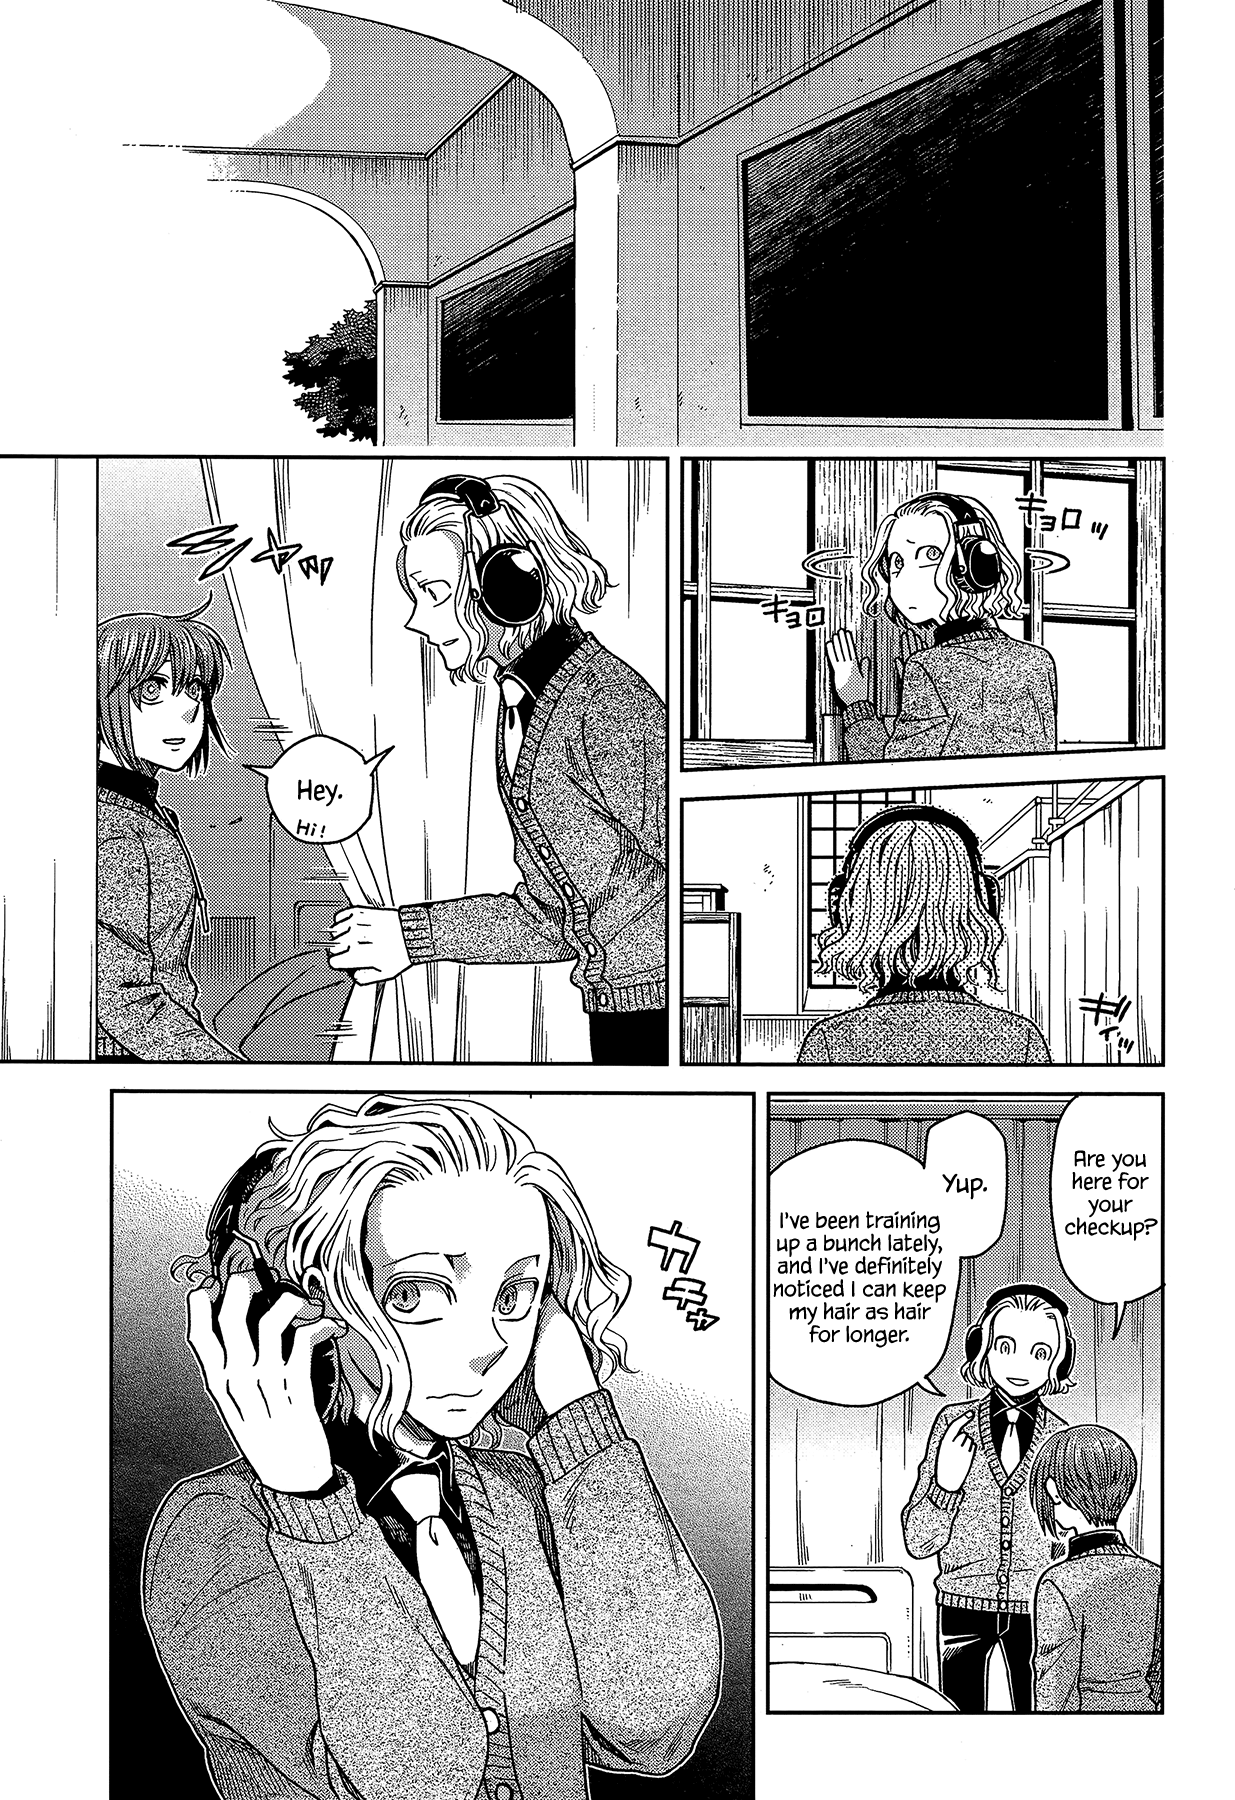 キョロッ
キョロ
ギィッ
シャッ
Hey.
Hi!
Are you
here for
your
checkup?
Yup.
I've been training
up a bunch lately,
and I've definitely
noticed I can keep
my hair as hair
for longer.
カチャ